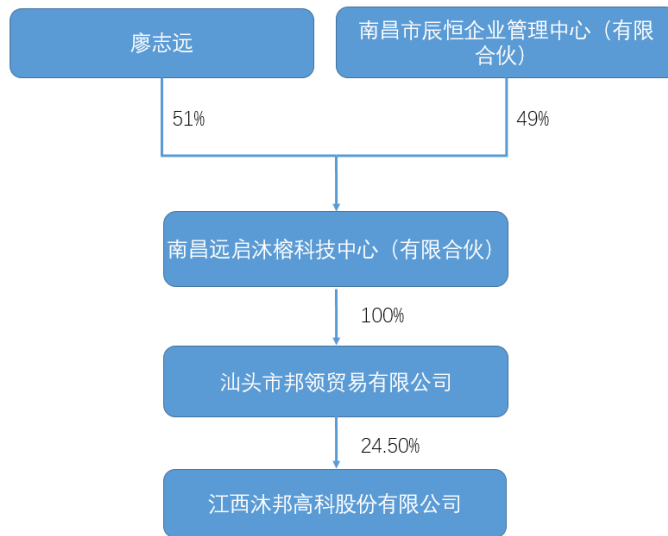 廖志远
南昌市辰恒企业管理中心（有限
合伙）
51%
49%
南昌远启沐榕科技中心（有限合伙）
100%
汕头市邦领贸易有限公司
24.50%
江西沐邦高科股份有限公司